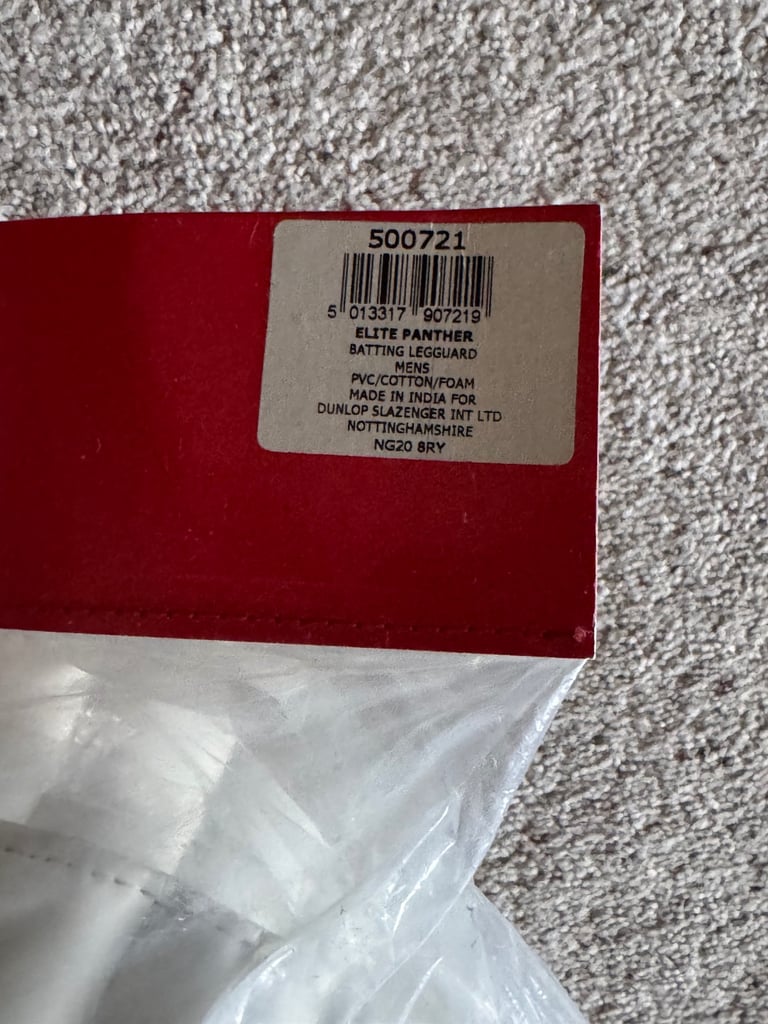 500721
5 013317 907219
ELITE PANTHER
BATTING LEGGUARD
MENS
PVC/COTTON/FOAM
MADE IN INDIA FOR
DUNLOP SLAZENGER INT LTD
NOTTINGHAMSHIRE
NG20 8RY